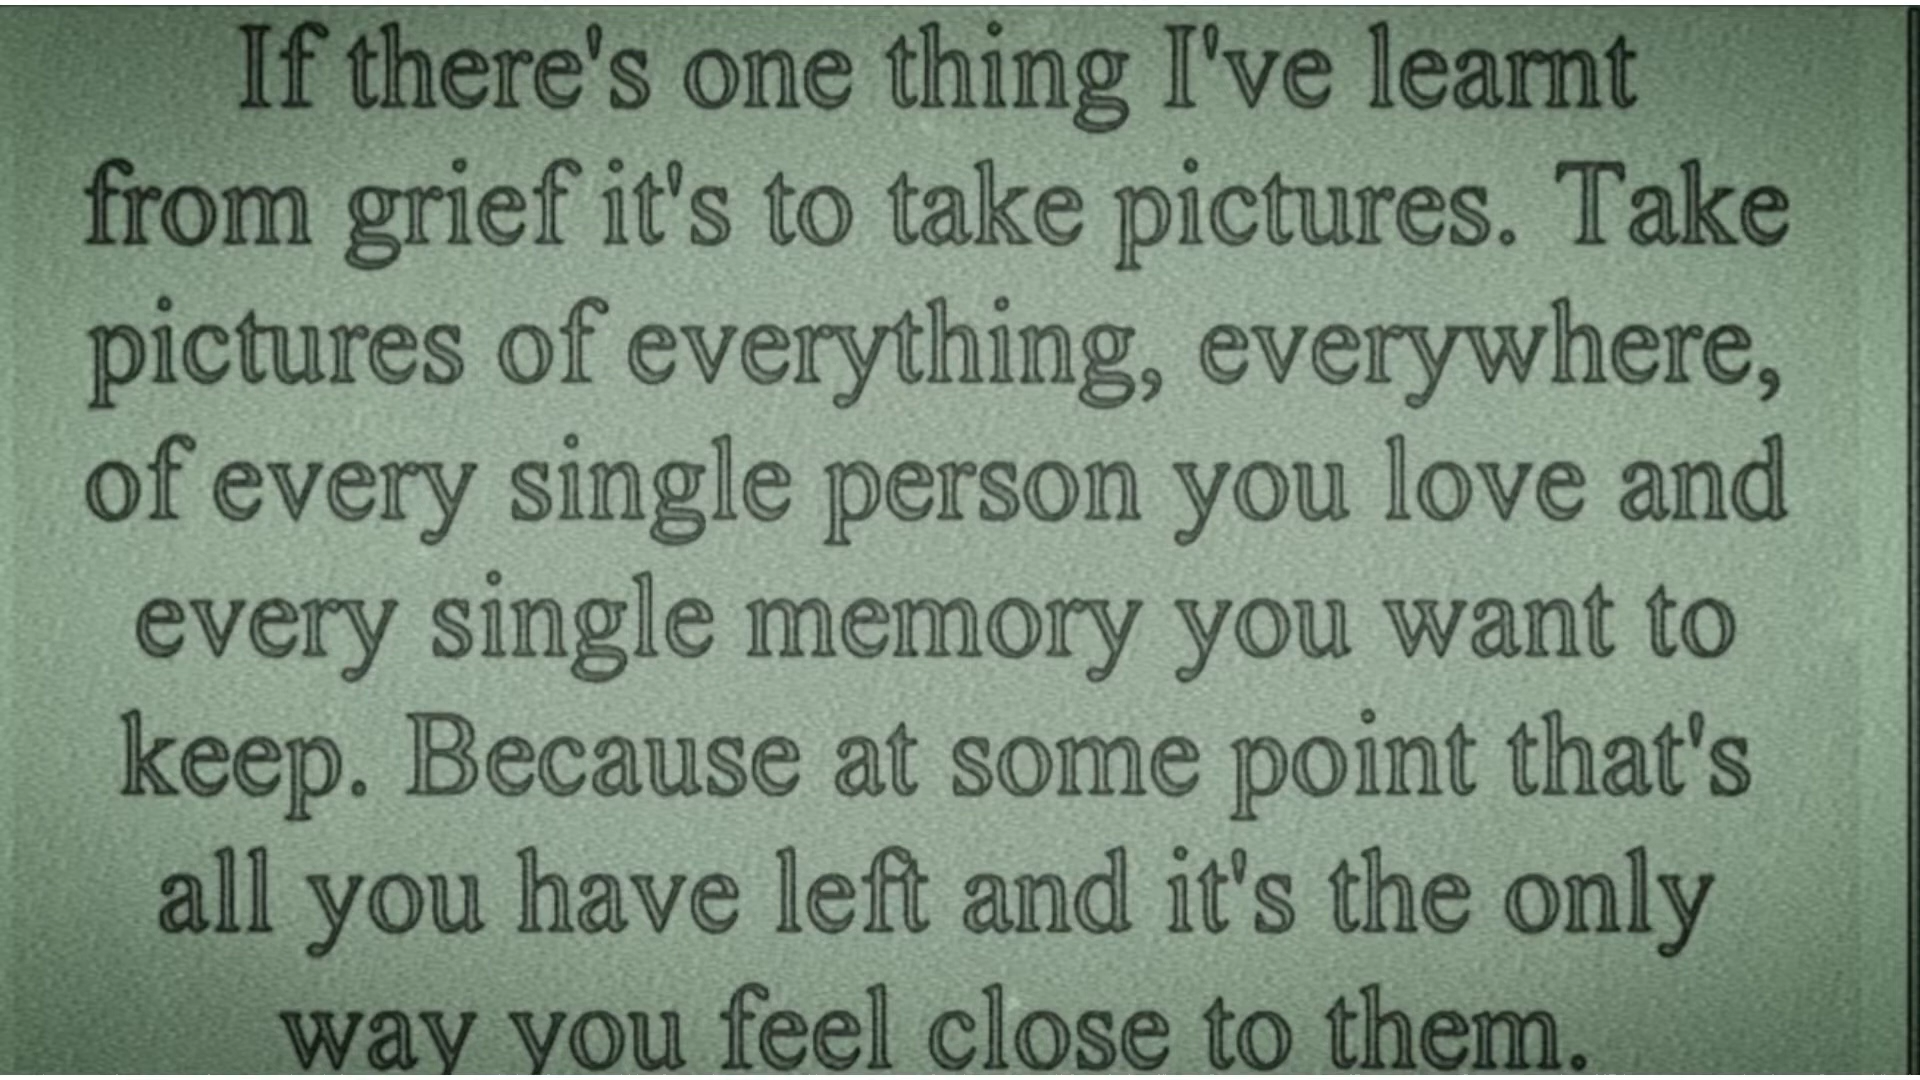 If there's one thing I've learnt
from grief it's to take pictures. Take
pictures of everything, everywhere,
of every single person you love and
every single memory you want to
keep. Because at some point that's
all you have left and it's the only
way you feel close to them.